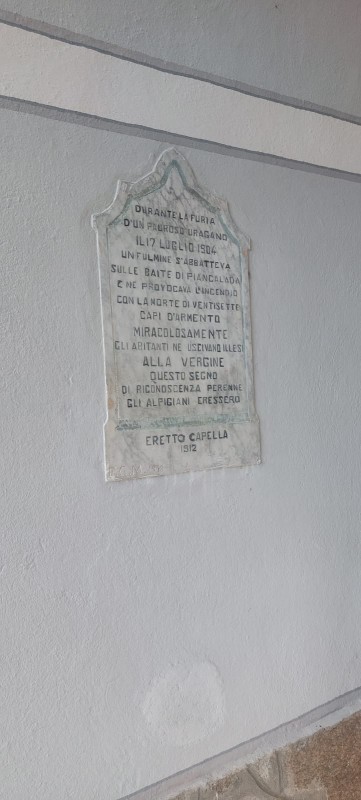 DURANTE LA FURIA
D'UN PAUROSO URAGANO
IL 17 LUGLIO 1904
UN FULMINE S'ABBATTEVA
SULLE BAITE DI PIANCALADA
E NE PROVOCAVA L'INCENDIO
CON LA MORTE DI VENTISETTE
CAPI D'ARMENTO
MIRACOLOSAMENTE
GLI ABITANTI NE USCIVANO ILLESI
ALLA VERGINE
QUESTO SEGNO
DI RICONOSCENZA PERENNE
GLI ALPIGIANI ERESSERO
ERETTO CAPELLA
1912